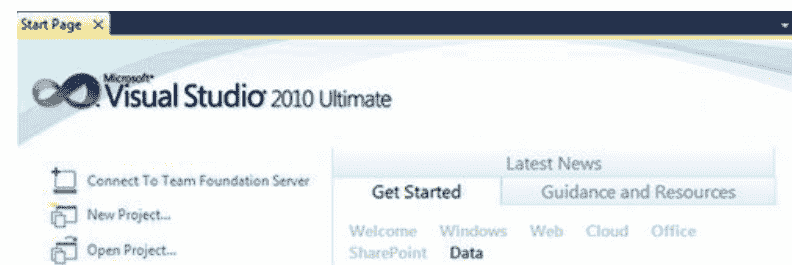 Start Page
Microsoft®
Visual Studio® 2010 Ultimate
Connect To Team Foundation Server
New Project...
Open Project...
Latest News
Get Started Guidance and Resources
Welcome Windows Web Cloud Office
SharePoint Data